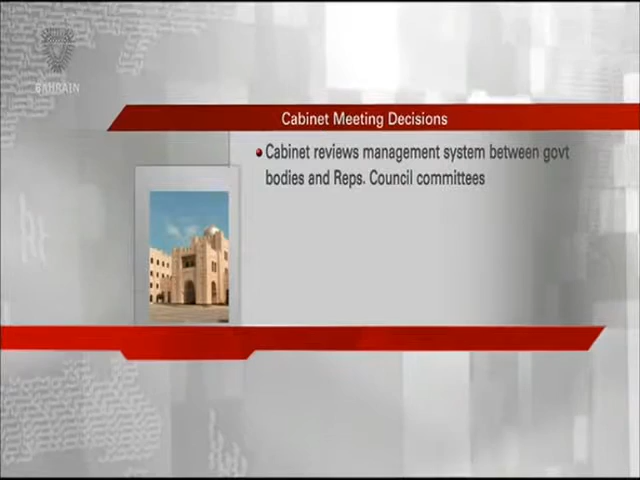 BAHRAIN
Cabinet Meeting Decisions
Cabinet reviews management system between govt
bodies and Reps. Council committees